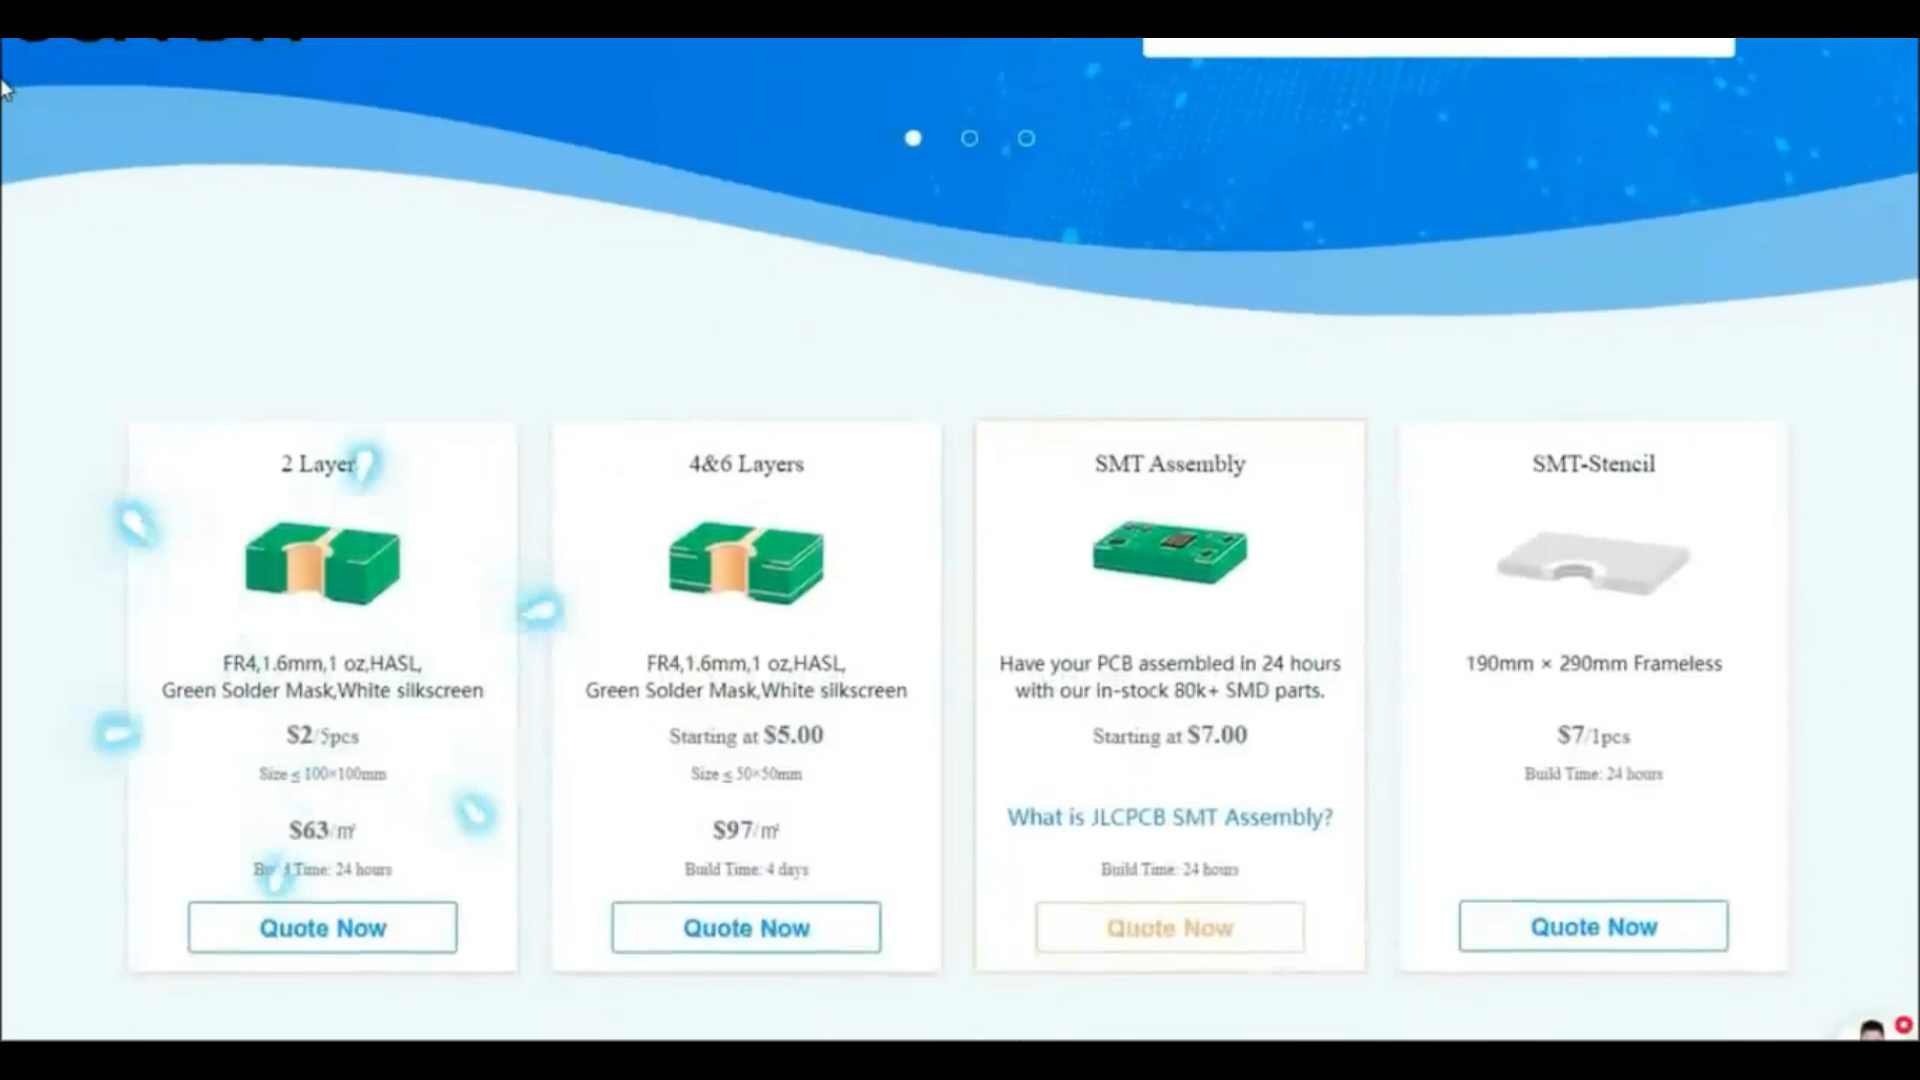 2 Layer
FR4,1.6mm,1 oz,HASL,
Green Solder Mask,White silkscreen
$2/5pcs
Size ≤ 100×100mm
$63/㎡
Time: 24 hours
Quote Now
4&6 Layers
FR4,1.6mm,1 oz,HASL,
Green Solder Mask,White silkscreen
Starting at $5.00
Size ≤ 50×50mm
$97/㎡
Build Time: 4 days
Quote Now
SMT Assembly
Have your PCB assembled in 24 hours
with our in-stock 80k+ SMD parts.
Starting at $7.00
What is JLCPCB SMT Assembly?
Build Time: 24 hours
Quote Now
SMT-Stencil
190mm × 290mm Frameless
$7/1pcs
Build Time: 24 hours
Quote Now